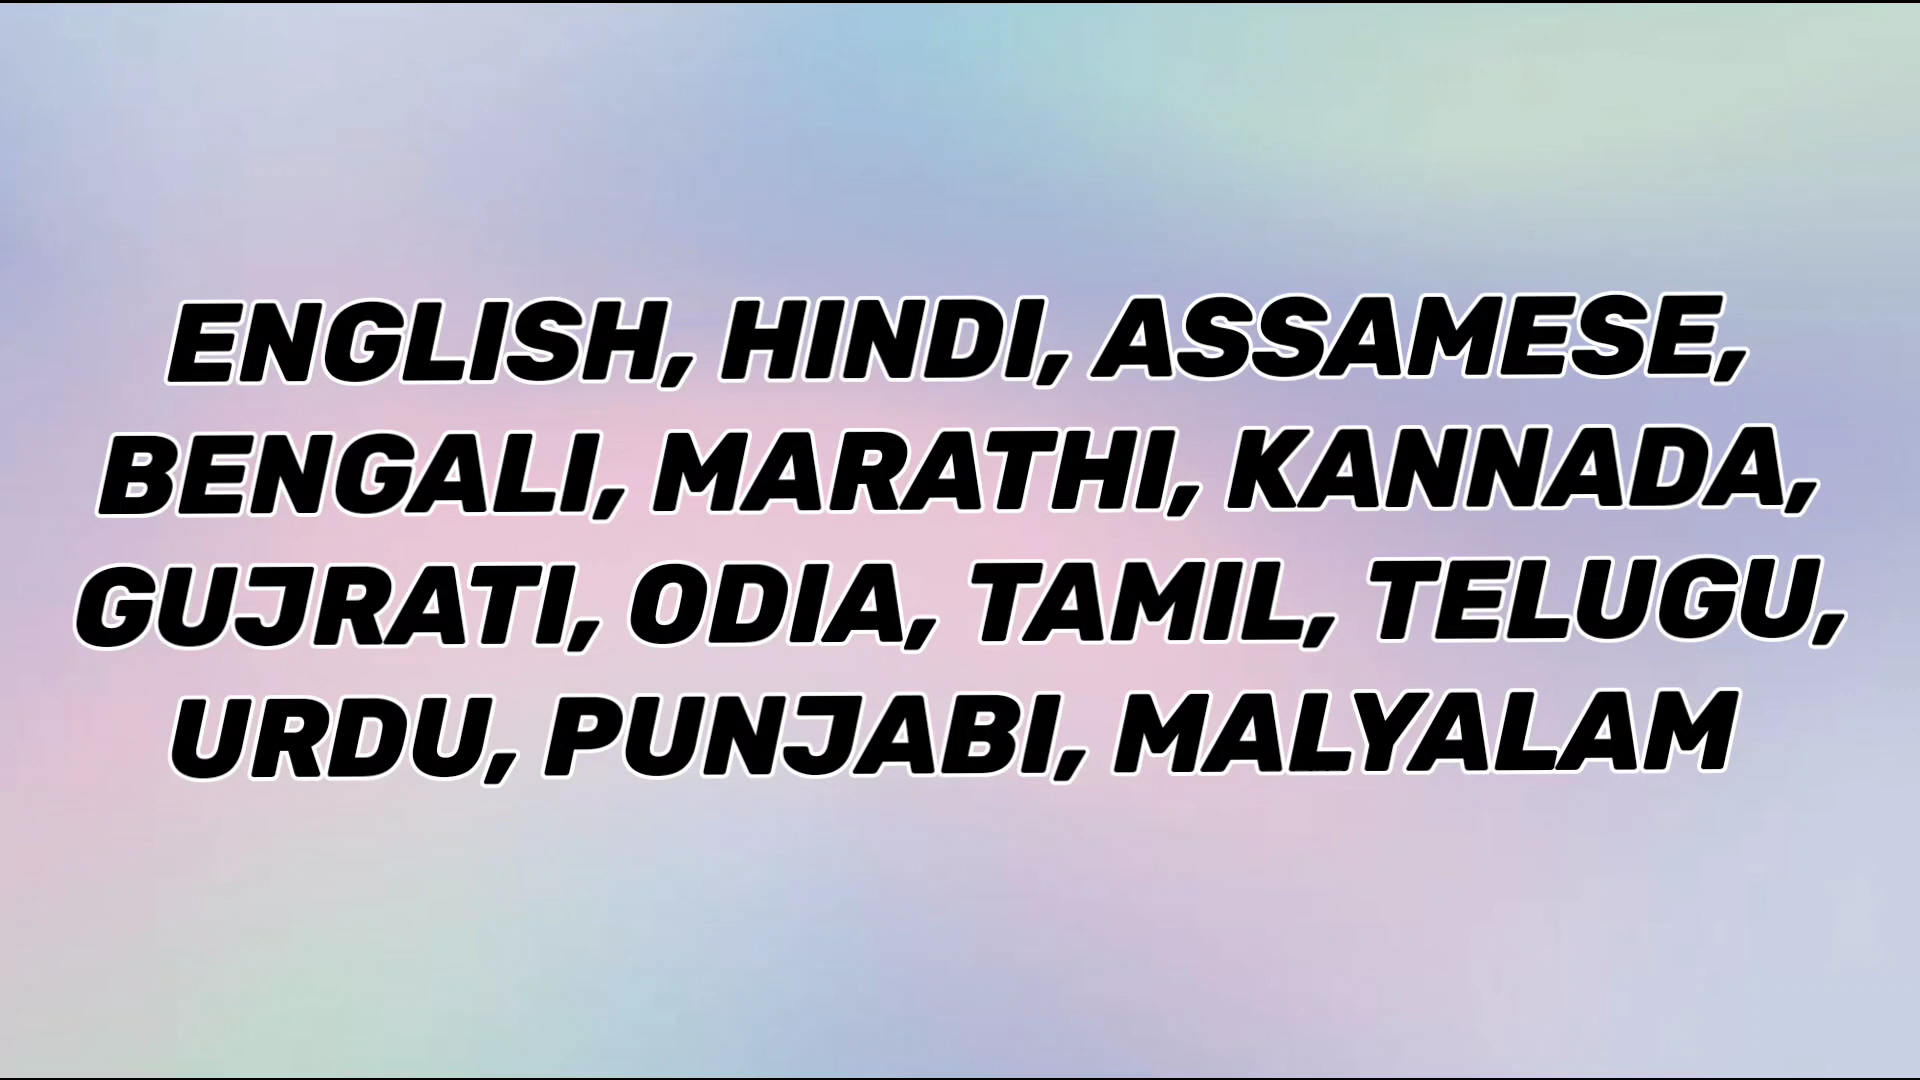 ENGLISH, HINDI, ASSAMESE,
BENGALI, MARATHI, KANNADA,
GUJRATI, ODIA, TAMIL, TELUGU,
URDU, PUNJABI, MALYALAM